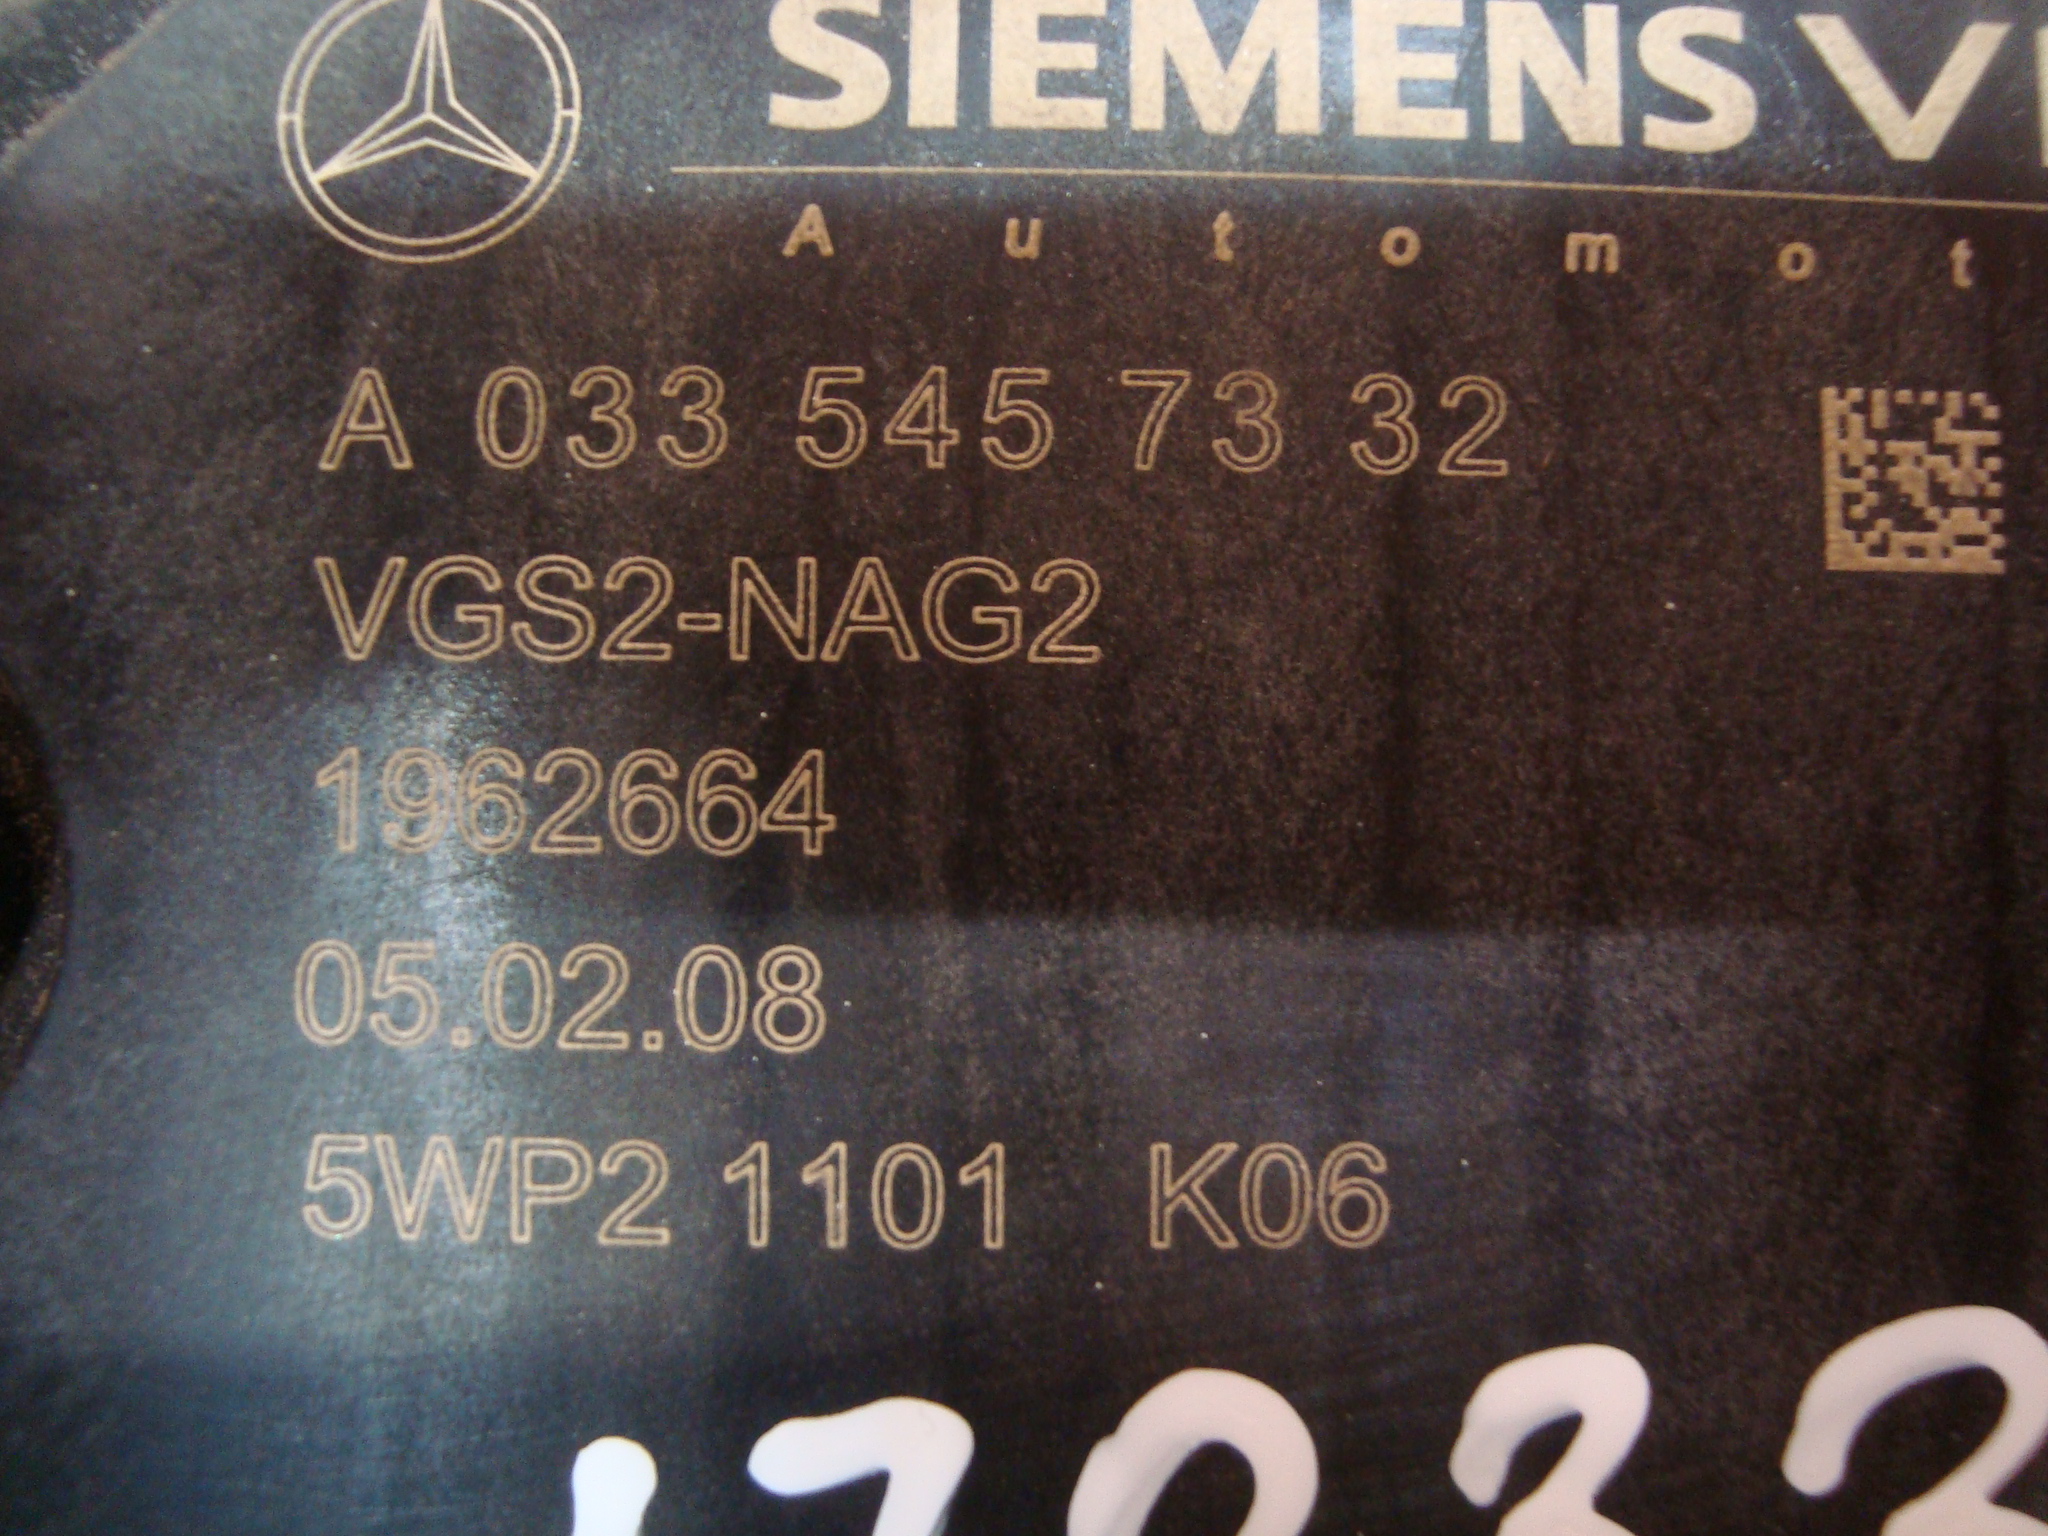 SIEMENS V
Automot
A 033 545 73 32
VGS2-NAG2
1962664
05.02.08
5WP2 1101 K06